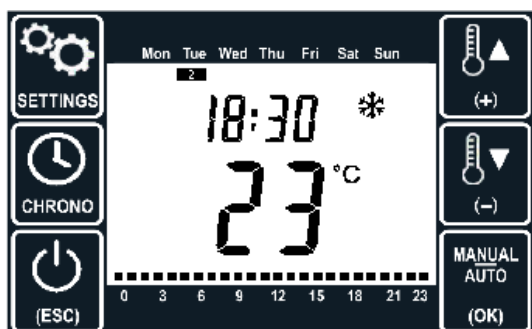 Mon Tue Wed Thu Fri Sat Sun
2
SETTINGS
18:30
(+)
23 °C
CHRONO
(−)
MANUAL
AUTO
0 3 6 9 12 15 18 21 23
(ESC)
(OK)